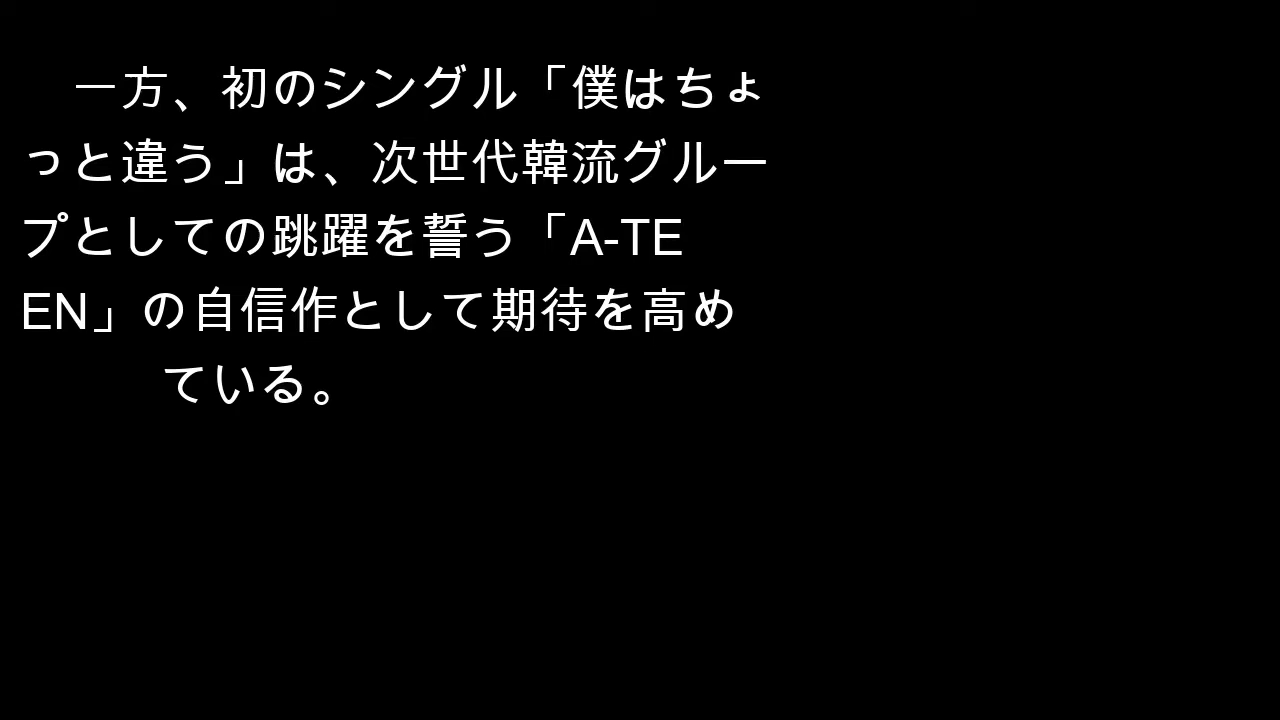 一方、初のシングル「僕はちょ
っと違う」は、次世代韓流グルー
プとしての跳躍を誓う「A-TE
EN」の自信作として期待を高め
ている。